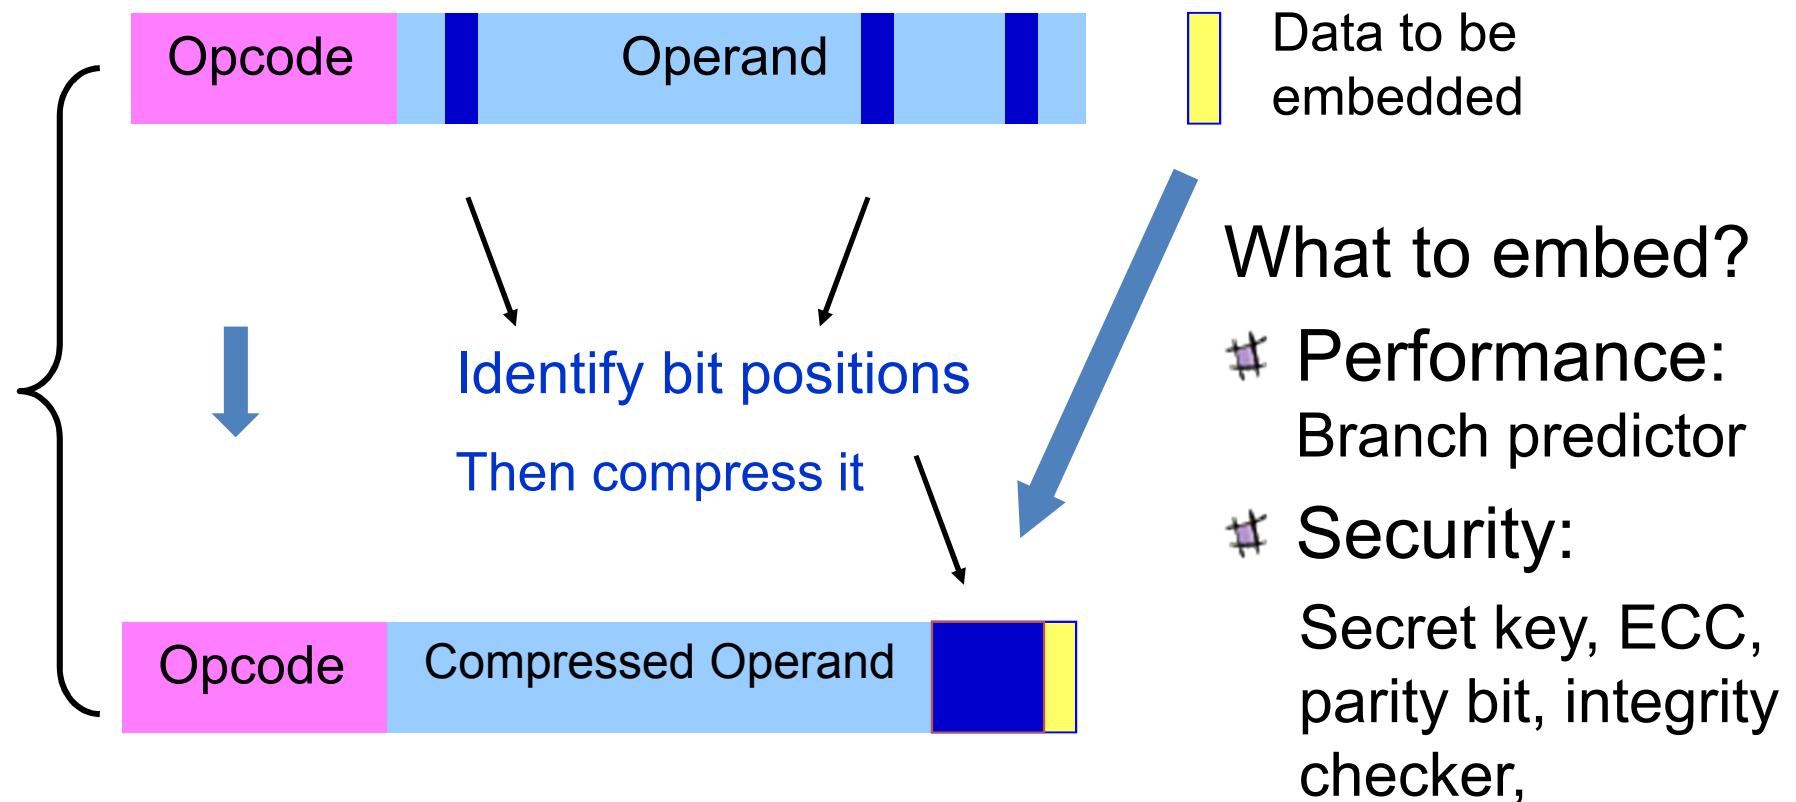 Opcode
Operand
Data to be
embedded
What to embed?
Identify bit positions
Performance:
Branch predictor
Then compress it
Security:
Opcode
Compressed Operand
Secret key, ECC,
parity bit, integrity
checker,